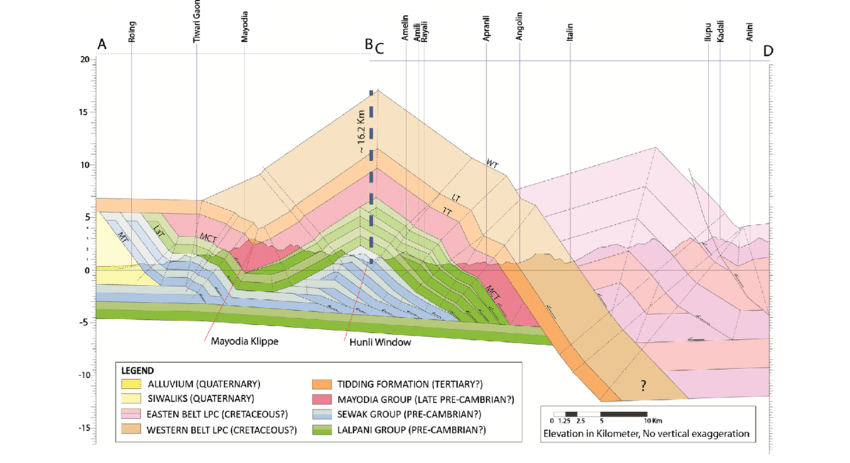 Roing
Tiwari Gaon
Mayodia
Amelin
Amili
Rayali
Apranli
Angolin
Italin
Ilupu
Kadali
Anini
A
B C
D
20
15
10
5
0
-5
-10
-15
~ 16.2 Km
WT
LT
TT
MCT
LaT
MT
MCT
?
Mayodia Klippe
Hunli Window
LEGEND
ALLUVIUM (QUATERNARY)
SIWALIKS (QUATERNARY)
EASTEN BELT LPC (CRETACEOUS?)
WESTERN BELT LPC (CRETACEOUS?)
TIDDING FORMATION (TERTIARY?)
MAYODIA GROUP (LATE PRE-CAMBRIAN?)
SEWAK GROUP (PRE-CAMBRIAN?)
LALPANI GROUP (PRE-CAMBRIAN?)
0 1.25 2.5 5 10 Km
Elevation in Kilometer, No vertical exaggeration